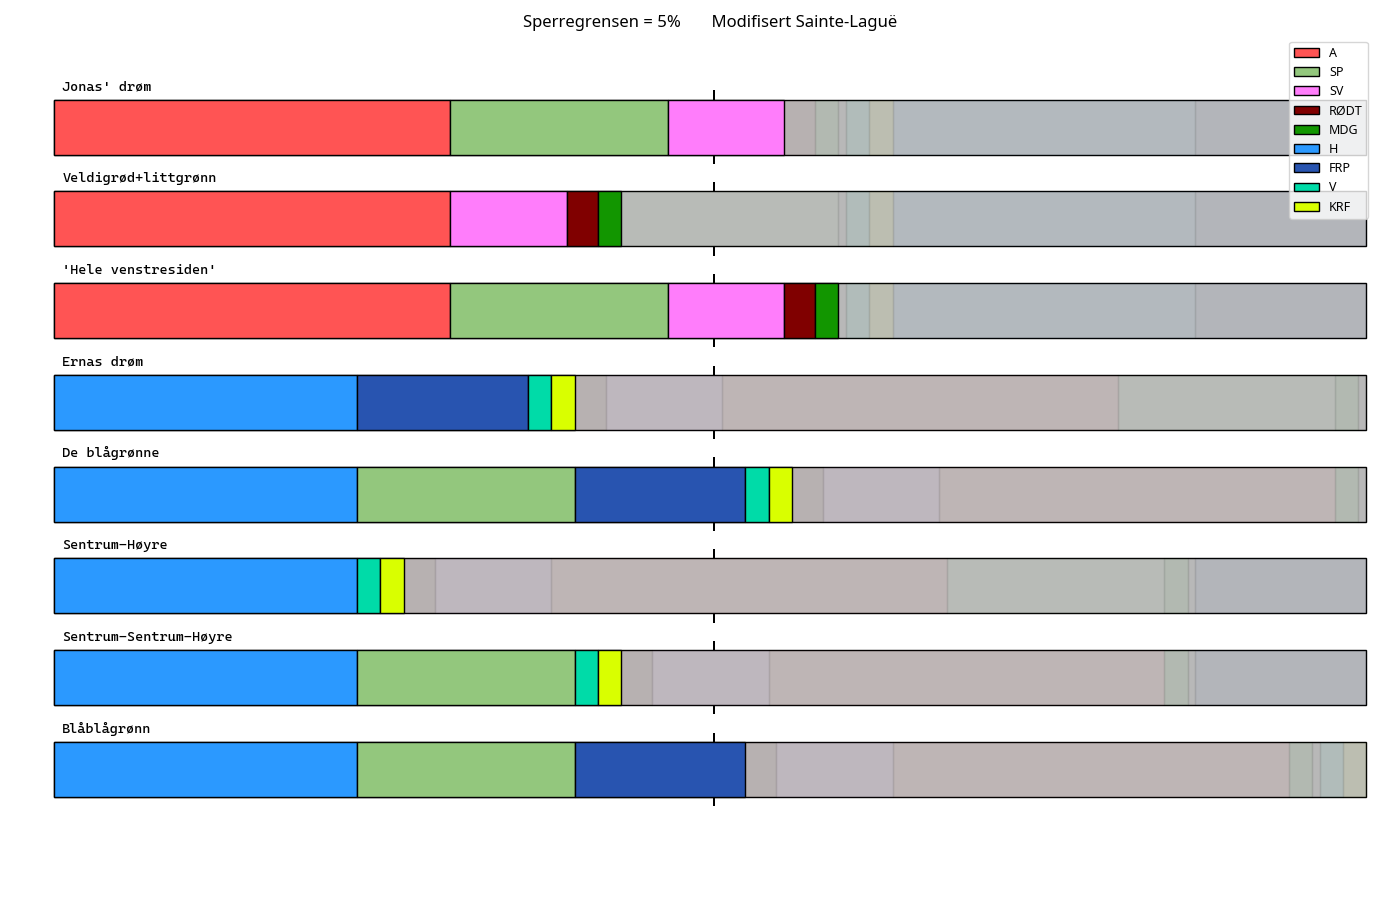 Sperregrensen = 5% Modifisert Sainte-Laguë
A
SP
SV
RØDT
MDG
H
FRP
V
KRF
Jonas' drøm
Veldigrød+littgrønn
'Hele venstresiden'
Ernas drøm
De blågrønne
Sentrum-Høyre
Sentrum-Sentrum-Høyre
Blåblågrønn